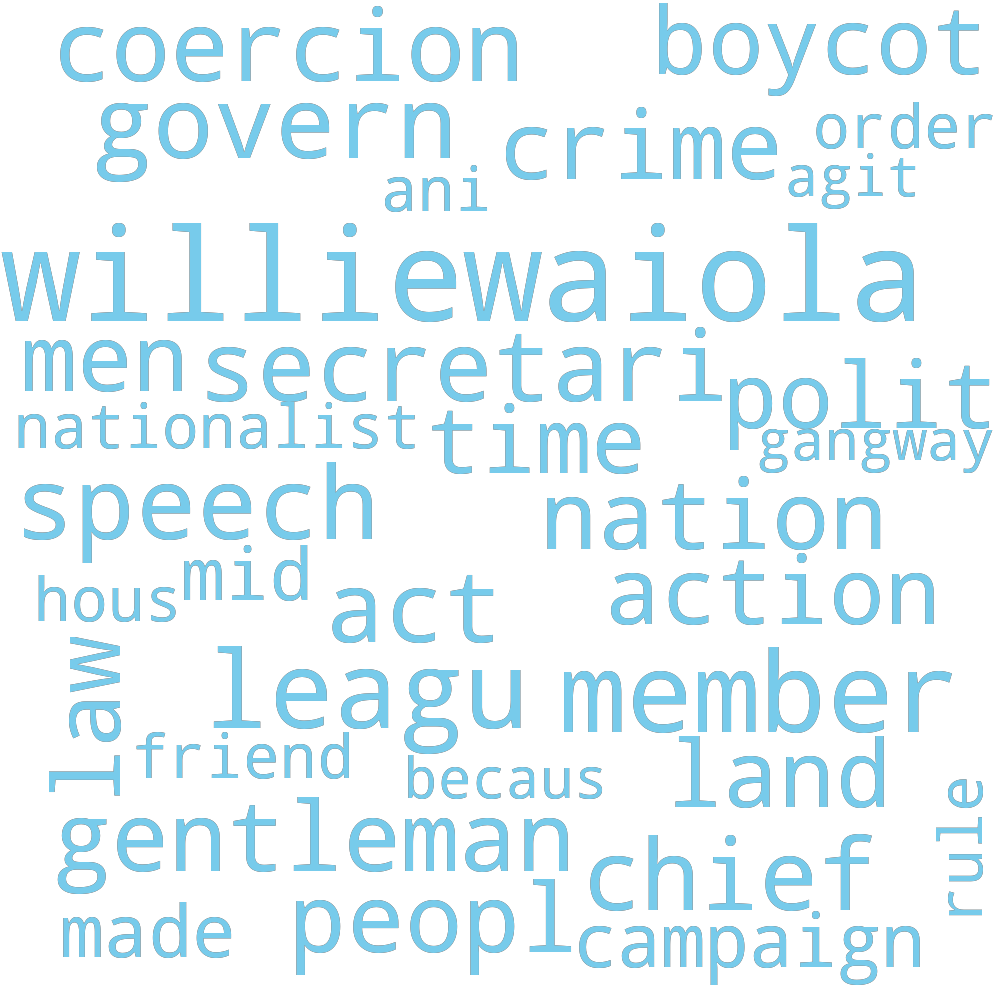 coercion boycot
govern crime order
ani agit
williewaiola
men secretari polit
nationalist time gangway
speech nation
hous mid act action
law leagu member
friend becaus land
gentleman chief rule
made peopl campaign